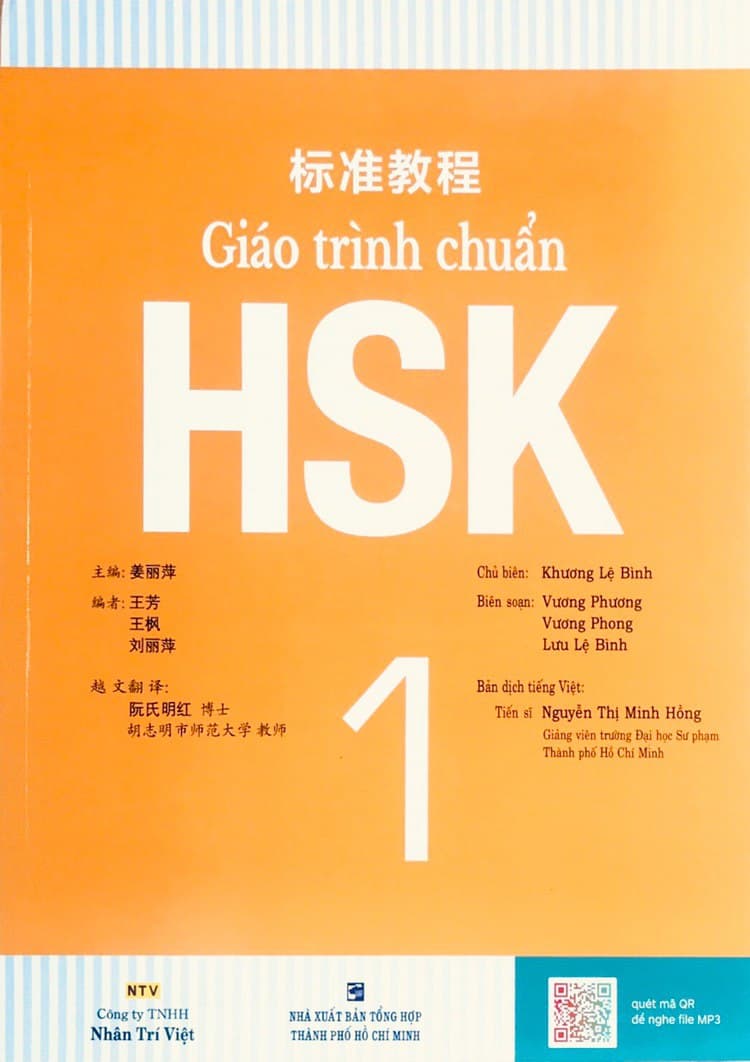 标准教程
Giáo trình chuẩn
HSK
主编: 姜丽萍
编者: 王芳
王枫
刘丽萍
越文翻译:
阮氏明红 博士
胡志明市师范大学 教师
Chủ biên: Khương Lệ Bình
Biên soạn: Vương Phương
Vương Phong
Lưu Lệ Bình
Bản dịch tiếng Việt:
Tiến sĩ Nguyễn Thị Minh Hồng
Giảng viên trường Đại học Sư phạm
Thành phố Hồ Chí Minh
1
NTV
Công ty TNHH
Nhân Trí Việt
NHÀ XUẤT BẢN TỔNG HỢP
THÀNH PHỐ HỒ CHÍ MINH
quét mã QR
để nghe file MP3